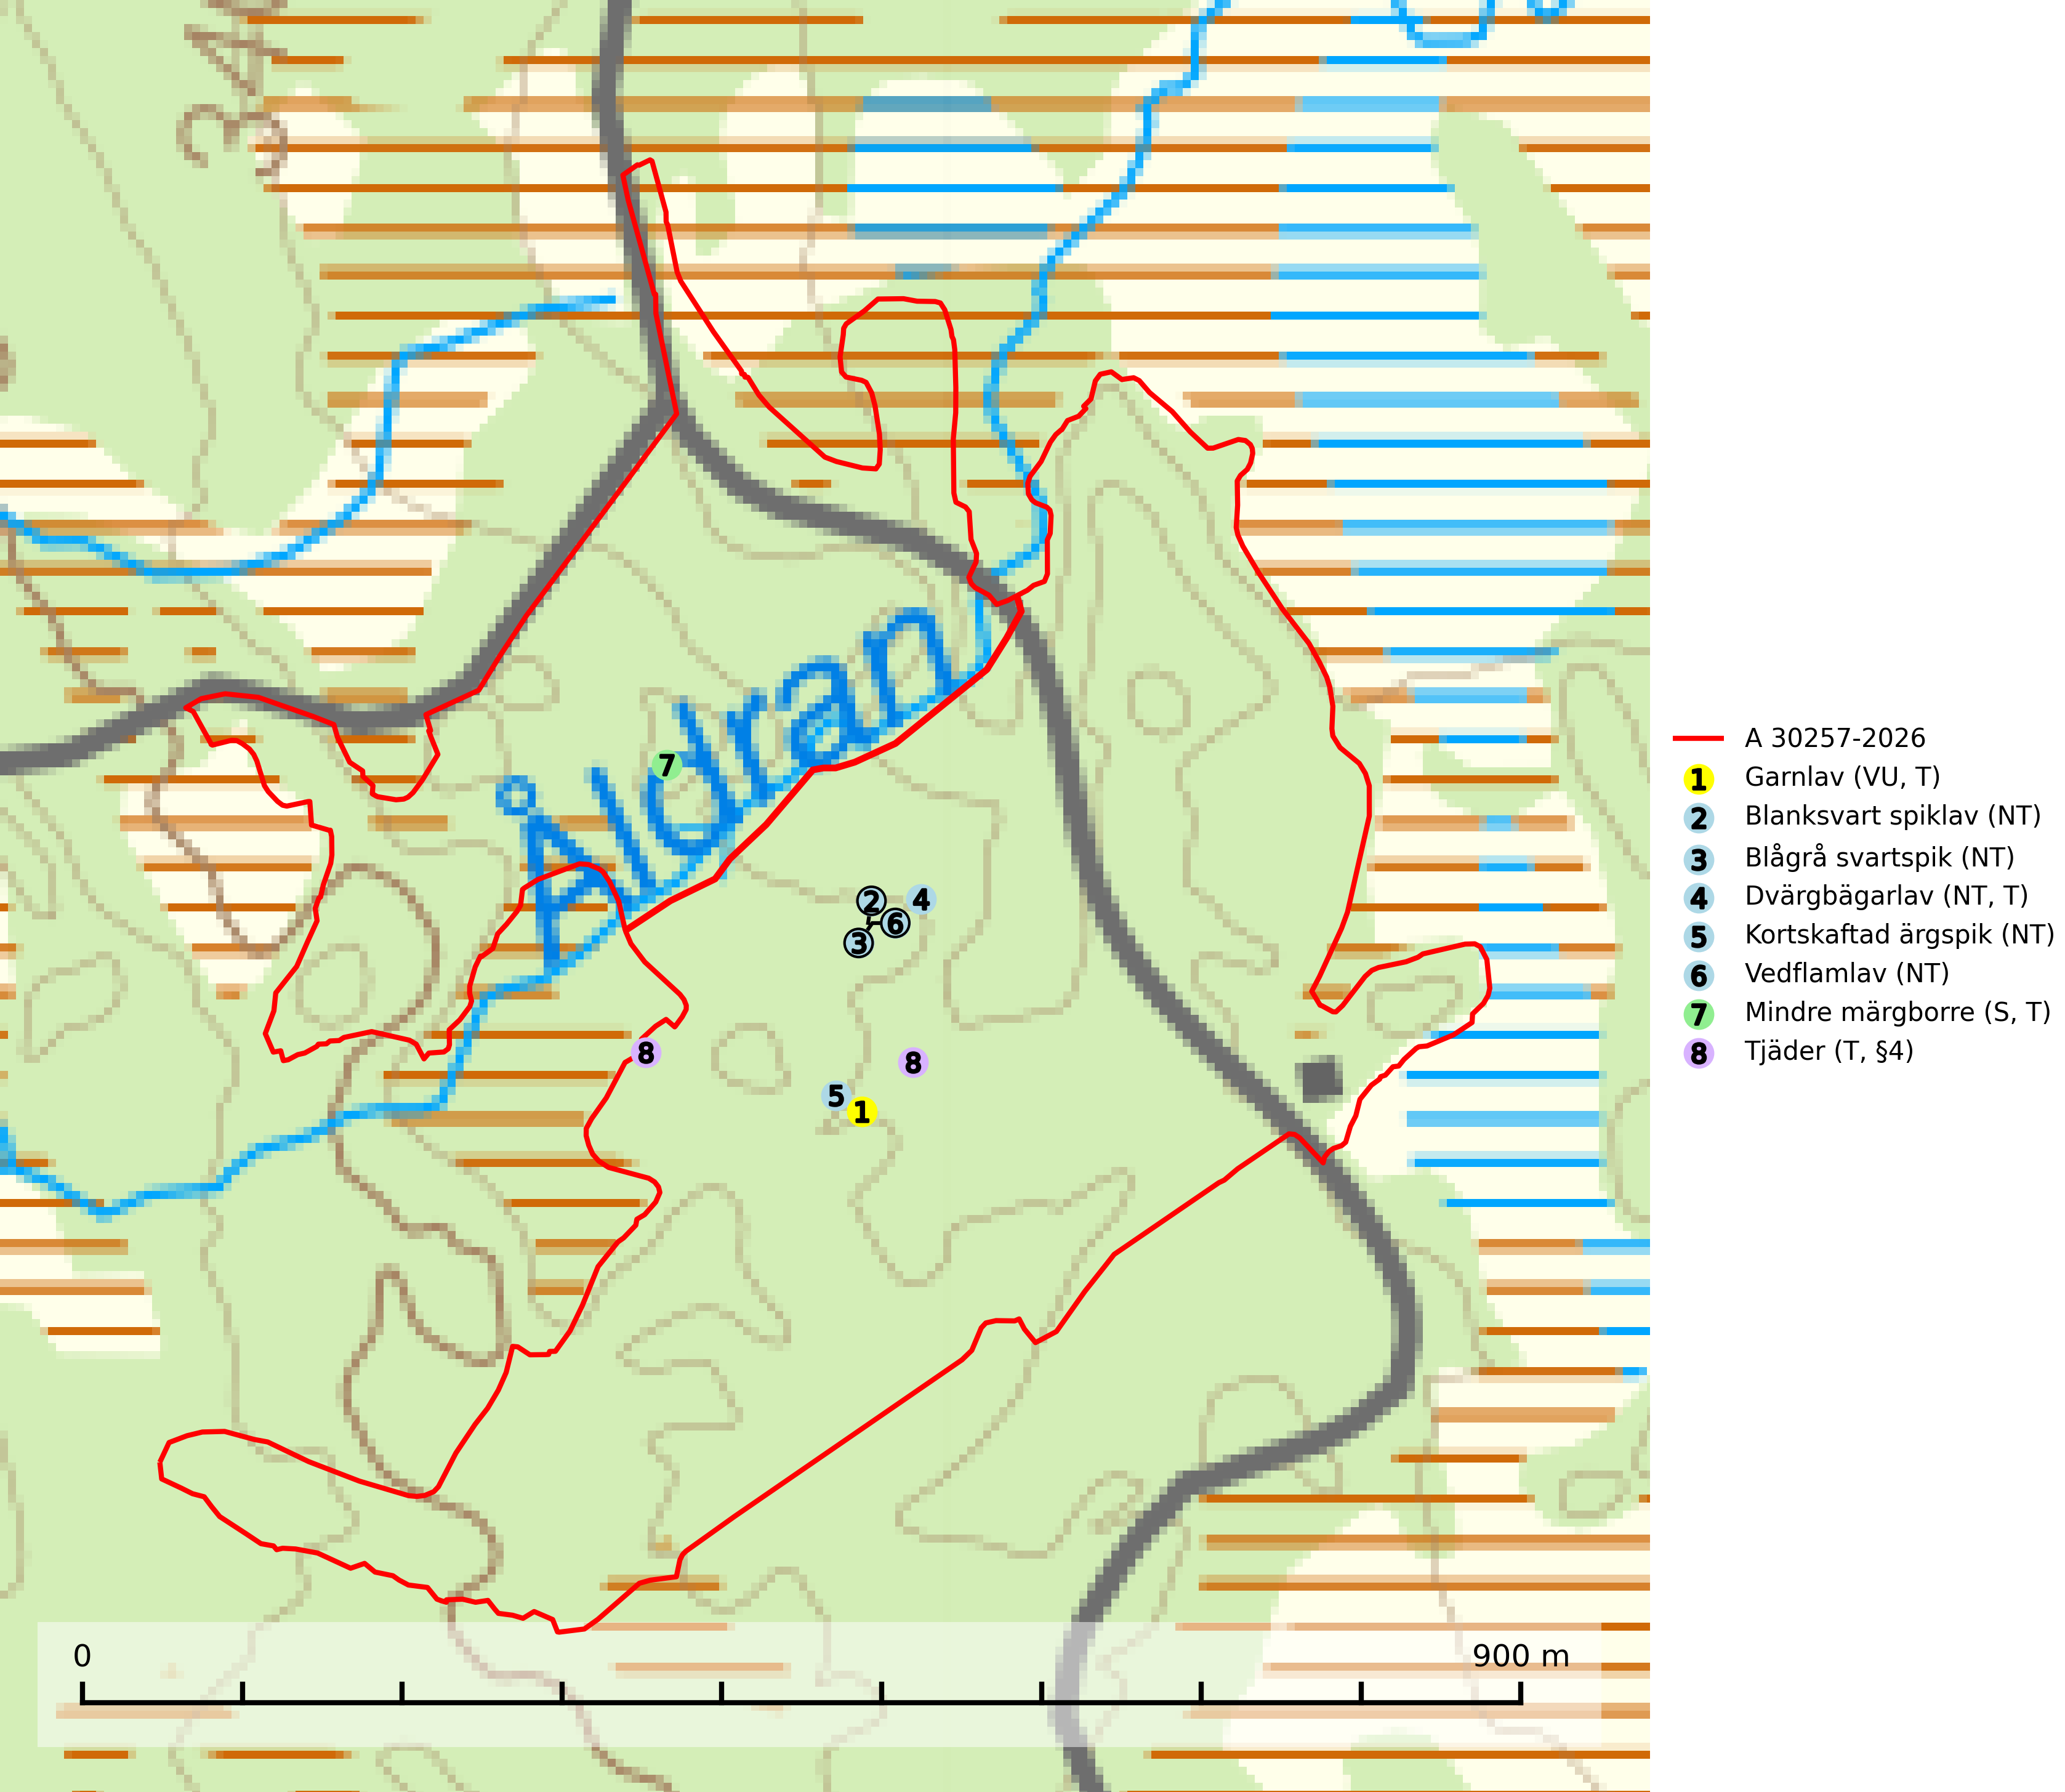 34
Åldran
7
2
4
6
3
8
8
5
1
0
900 m
A 30257-2026
1 Garnlav (VU, T)
2 Blanksvart spiklav (NT)
3 Blågrå svartspik (NT)
4 Dvärgbägarlav (NT, T)
5 Kortskaftad ärgspik (NT)
6 Vedflamlav (NT)
7 Mindre märgborre (S, T)
8 Tjäder (T, §4)